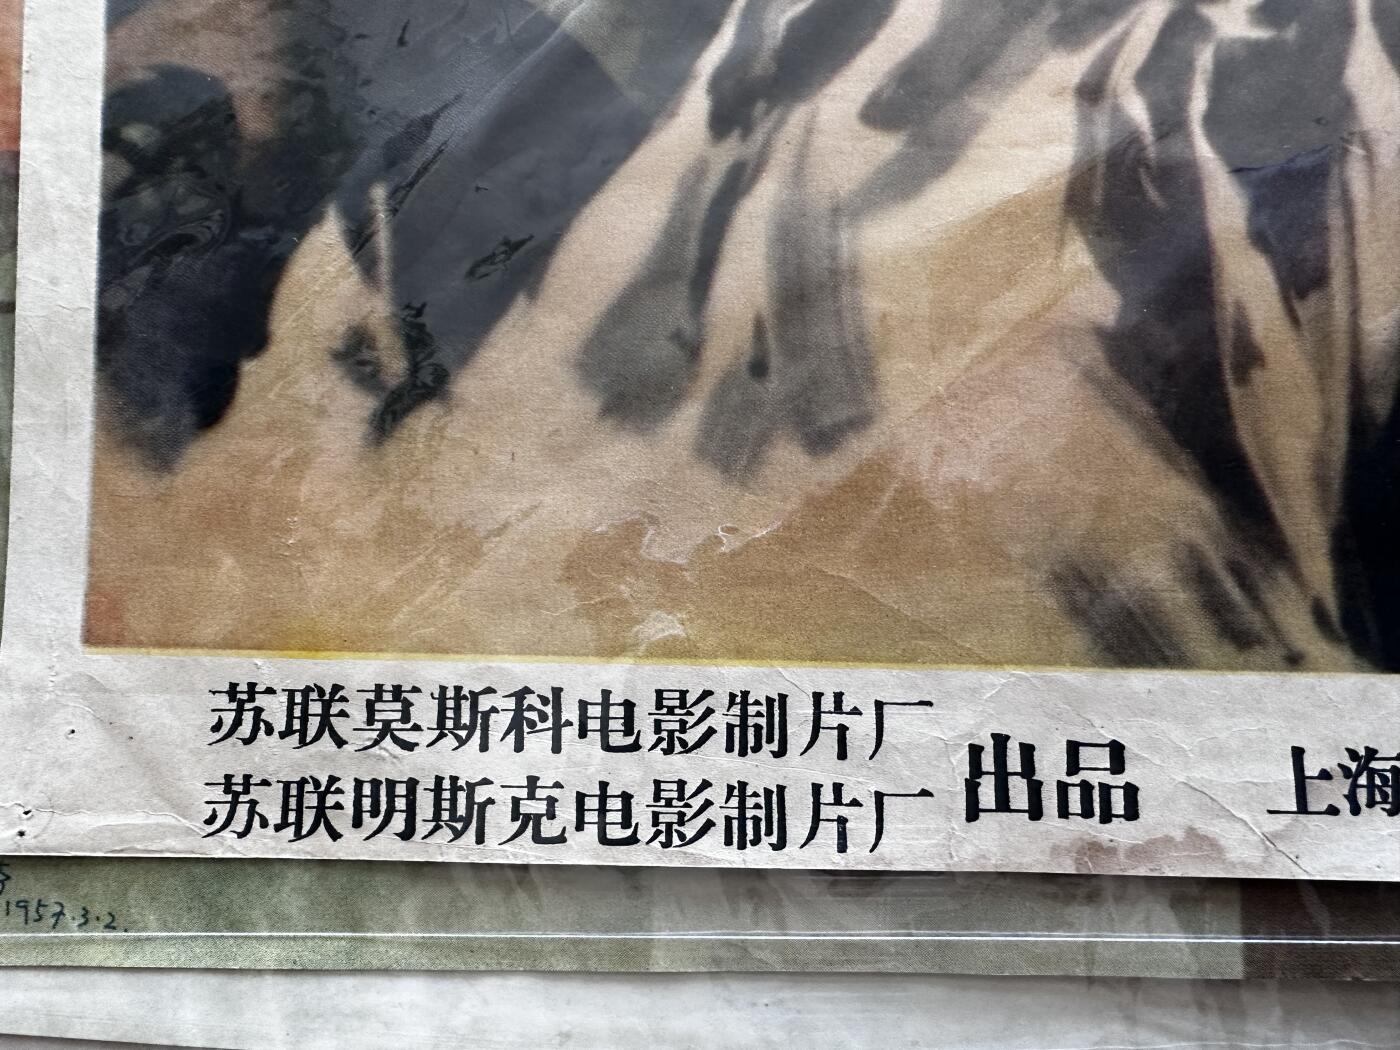 苏联莫斯科电影制片厂
苏联明斯克电影制片厂
出品
上海
1957.3.2.